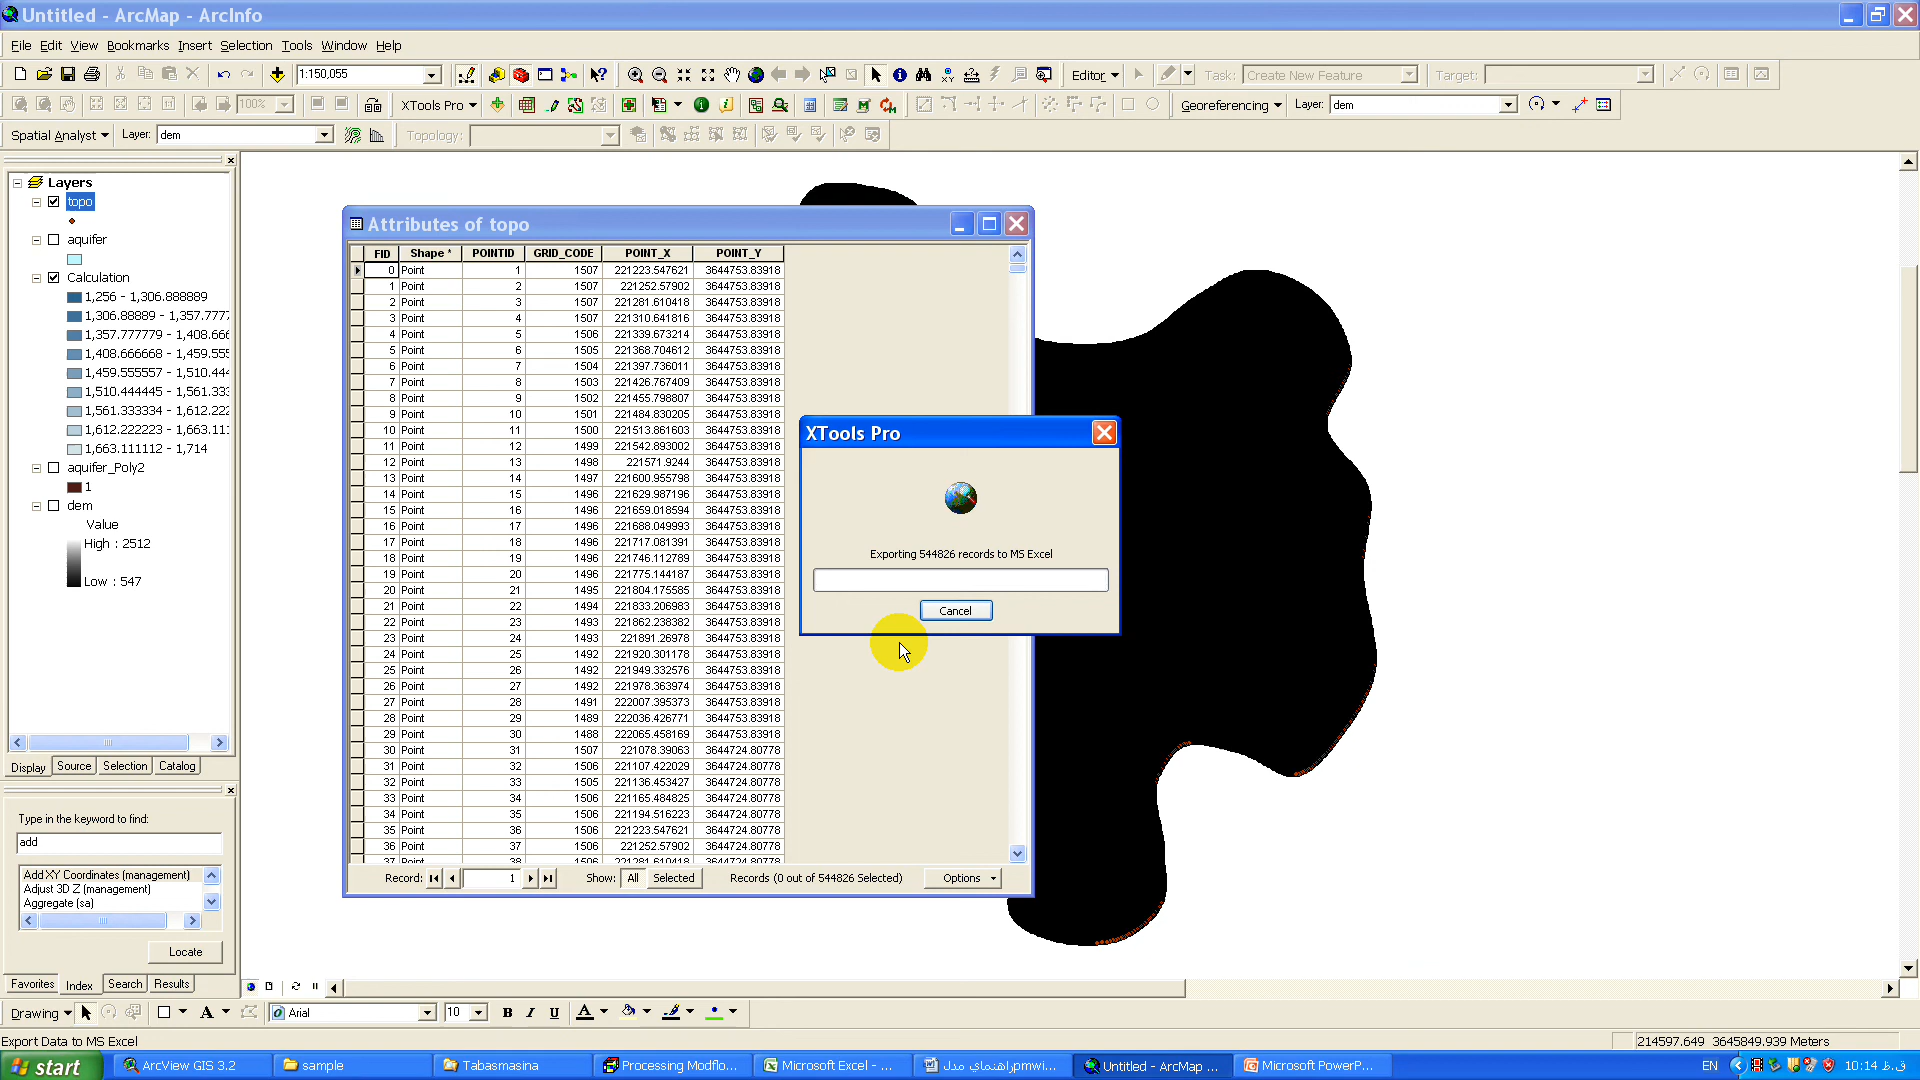 Untitled - ArcMap - ArcInfo
File Edit View Bookmarks Insert Selection Tools Window Help
1:150,055
Editor
Task: Create New Feature
Target:
100%
XTools Pro
Georeferencing
Layer: dem
Spatial Analyst
Layer: dem
Topology:
Layers
topo
aquifer
Calculation
1,256 - 1,306.888889
1,306.88889 - 1,357.7777
1,357.777779 - 1,408.666
1,408.666668 - 1,459.555
1,459.555557 - 1,510.444
1,510.444445 - 1,561.333
1,561.333334 - 1,612.222
1,612.222223 - 1,663.111
1,663.111112 - 1,714
aquifer_Poly2
1
dem
Value
High : 2512
Low : 547
Display Source Selection Catalog
Type in the keyword to find:
add
Add XY Coordinates (management)
Adjust 3D Z (management)
Aggregate (sa)
Locate
Favorites Index Search Results
Attributes of topo
FID Shape * POINTID GRID_CODE POINT_X POINT_Y
0 Point 1 1507 221223.547621 3644753.83918
1 Point 2 1507 221252.57902 3644753.83918
2 Point 3 1507 221281.610418 3644753.83918
3 Point 4 1507 221310.641816 3644753.83918
4 Point 5 1506 221339.673214 3644753.83918
5 Point 6 1505 221368.704612 3644753.83918
6 Point 7 1504 221397.736011 3644753.83918
7 Point 8 1503 221426.767409 3644753.83918
8 Point 9 1502 221455.798807 3644753.83918
9 Point 10 1501 221484.830205 3644753.83918
10 Point 11 1500 221513.861603 3644753.83918
11 Point 12 1499 221542.893002 3644753.83918
12 Point 13 1498 221571.9244 3644753.83918
13 Point 14 1497 221600.955798 3644753.83918
14 Point 15 1496 221629.987196 3644753.83918
15 Point 16 1496 221659.018594 3644753.83918
16 Point 17 1496 221688.049993 3644753.83918
17 Point 18 1496 221717.081391 3644753.83918
18 Point 19 1496 221746.112789 3644753.83918
19 Point 20 1496 221775.144187 3644753.83918
20 Point 21 1495 221804.175585 3644753.83918
21 Point 22 1494 221833.206983 3644753.83918
22 Point 23 1493 221862.238382 3644753.83918
23 Point 24 1493 221891.26978 3644753.83918
24 Point 25 1492 221920.301178 3644753.83918
25 Point 26 1492 221949.332576 3644753.83918
26 Point 27 1492 221978.363974 3644753.83918
27 Point 28 1491 222007.395373 3644753.83918
28 Point 29 1489 222036.426771 3644753.83918
29 Point 30 1488 222065.458169 3644753.83918
30 Point 31 1507 221078.39063 3644724.80778
31 Point 32 1506 221107.422029 3644724.80778
32 Point 33 1505 221136.453427 3644724.80778
33 Point 34 1506 221165.484825 3644724.80778
34 Point 35 1506 221194.516223 3644724.80778
35 Point 36 1506 221223.547621 3644724.80778
36 Point 37 1506 221252.57902 3644724.80778
37 Point 38 1506 221281.610418 3644724.80778
Record: 1 Show: All Selected Records (0 out of 544826 Selected) Options
XTools Pro
Exporting 544826 records to MS Excel
Cancel
Drawing
A
Arial
10
B I U A
Export Data to MS Excel
214597.649 3645849.939 Meters
start
ArcView GIS 3.2
sample
Tabasmasina
Processing Modflo...
Microsoft Excel - ...
راهنمای مدل pmwi...
Untitled - ArcMap ...
Microsoft PowerP...
EN
10:14 ق.ظ